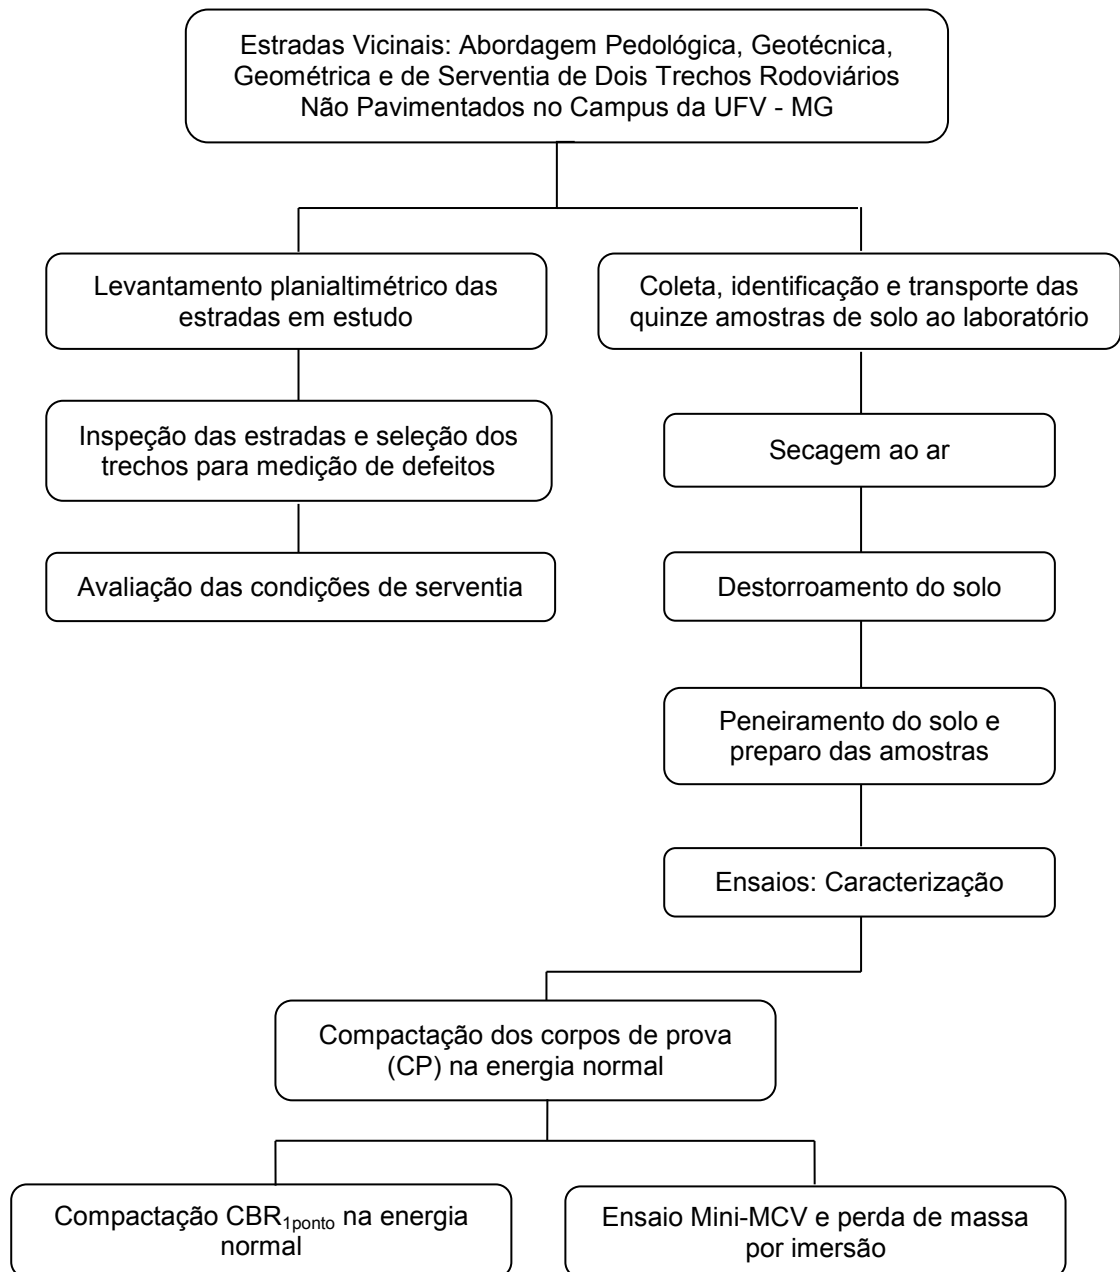 Estradas Vicinais: Abordagem Pedológica, Geotécnica,
Geométrica e de Serventia de Dois Trechos Rodoviários
Não Pavimentados no Campus da UFV - MG
Levantamento planialtimétrico das
estradas em estudo
Coleta, identificação e transporte das
quinze amostras de solo ao laboratório
Inspeção das estradas e seleção dos
trechos para medição de defeitos
Secagem ao ar
Avaliação das condições de serventia
Destorroamento do solo
Peneiramento do solo e
preparo das amostras
Ensaios: Caracterização
Compactação dos corpos de prova
(CP) na energia normal
Compactação CBR1ponto na energia
normal
Ensaio Mini-MCV e perda de massa
por imersão